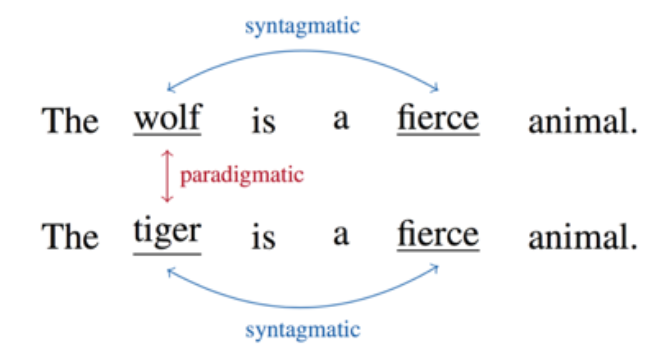 syntagmatic
The wolf is a fierce animal.
paradigmatic
The tiger is a fierce animal.
syntagmatic